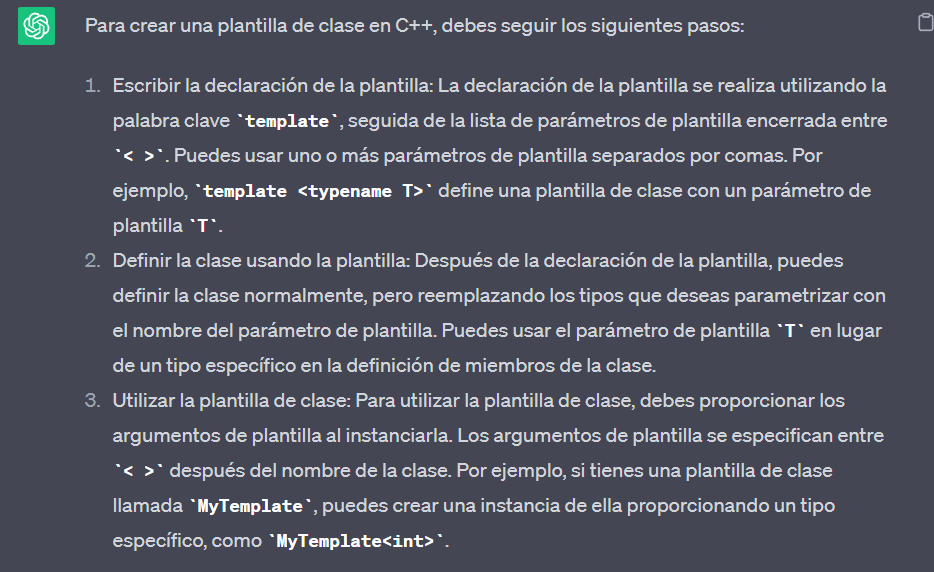 Para crear una plantilla de clase en C++, debes seguir los siguientes pasos:
1. Escribir la declaración de la plantilla: La declaración de la plantilla se realiza utilizando la
palabra clave `template`, seguida de la lista de parámetros de plantilla encerrada entre
`< >`. Puedes usar uno o más parámetros de plantilla separados por comas. Por
ejemplo, `template <typename T>` define una plantilla de clase con un parámetro de
plantilla `T`.
2. Definir la clase usando la plantilla: Después de la declaración de la plantilla, puedes
definir la clase normalmente, pero reemplazando los tipos que deseas parametrizar con
el nombre del parámetro de plantilla. Puedes usar el parámetro de plantilla `T` en lugar
de un tipo específico en la definición de miembros de la clase.
3. Utilizar la plantilla de clase: Para utilizar la plantilla de clase, debes proporcionar los
argumentos de plantilla al instanciarla. Los argumentos de plantilla se especifican entre
`< >` después del nombre de la clase. Por ejemplo, si tienes una plantilla de clase
llamada `MyTemplate`, puedes crear una instancia de ella proporcionando un tipo
específico, como `MyTemplate<int>`.